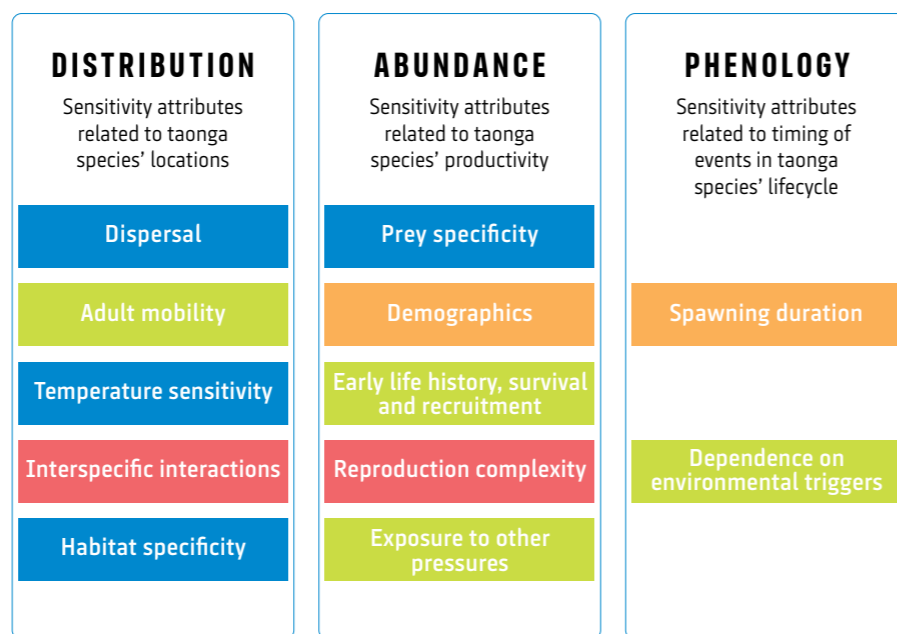 DISTRIBUTION
Sensitivity attributes
related to taonga
species' locations
Dispersal
Adult mobility
Temperature sensitivity
Interspecific interactions
Habitat specificity
ABUNDANCE
Sensitivity attributes
related to taonga
species' productivity
Prey specificity
Demographics
Early life history, survival
and recruitment
Reproduction complexity
Exposure to other
pressures
PHENOLOGY
Sensitivity attributes
related to timing of
events in taonga
species' lifecycle
Spawning duration
Dependence on
environmental triggers